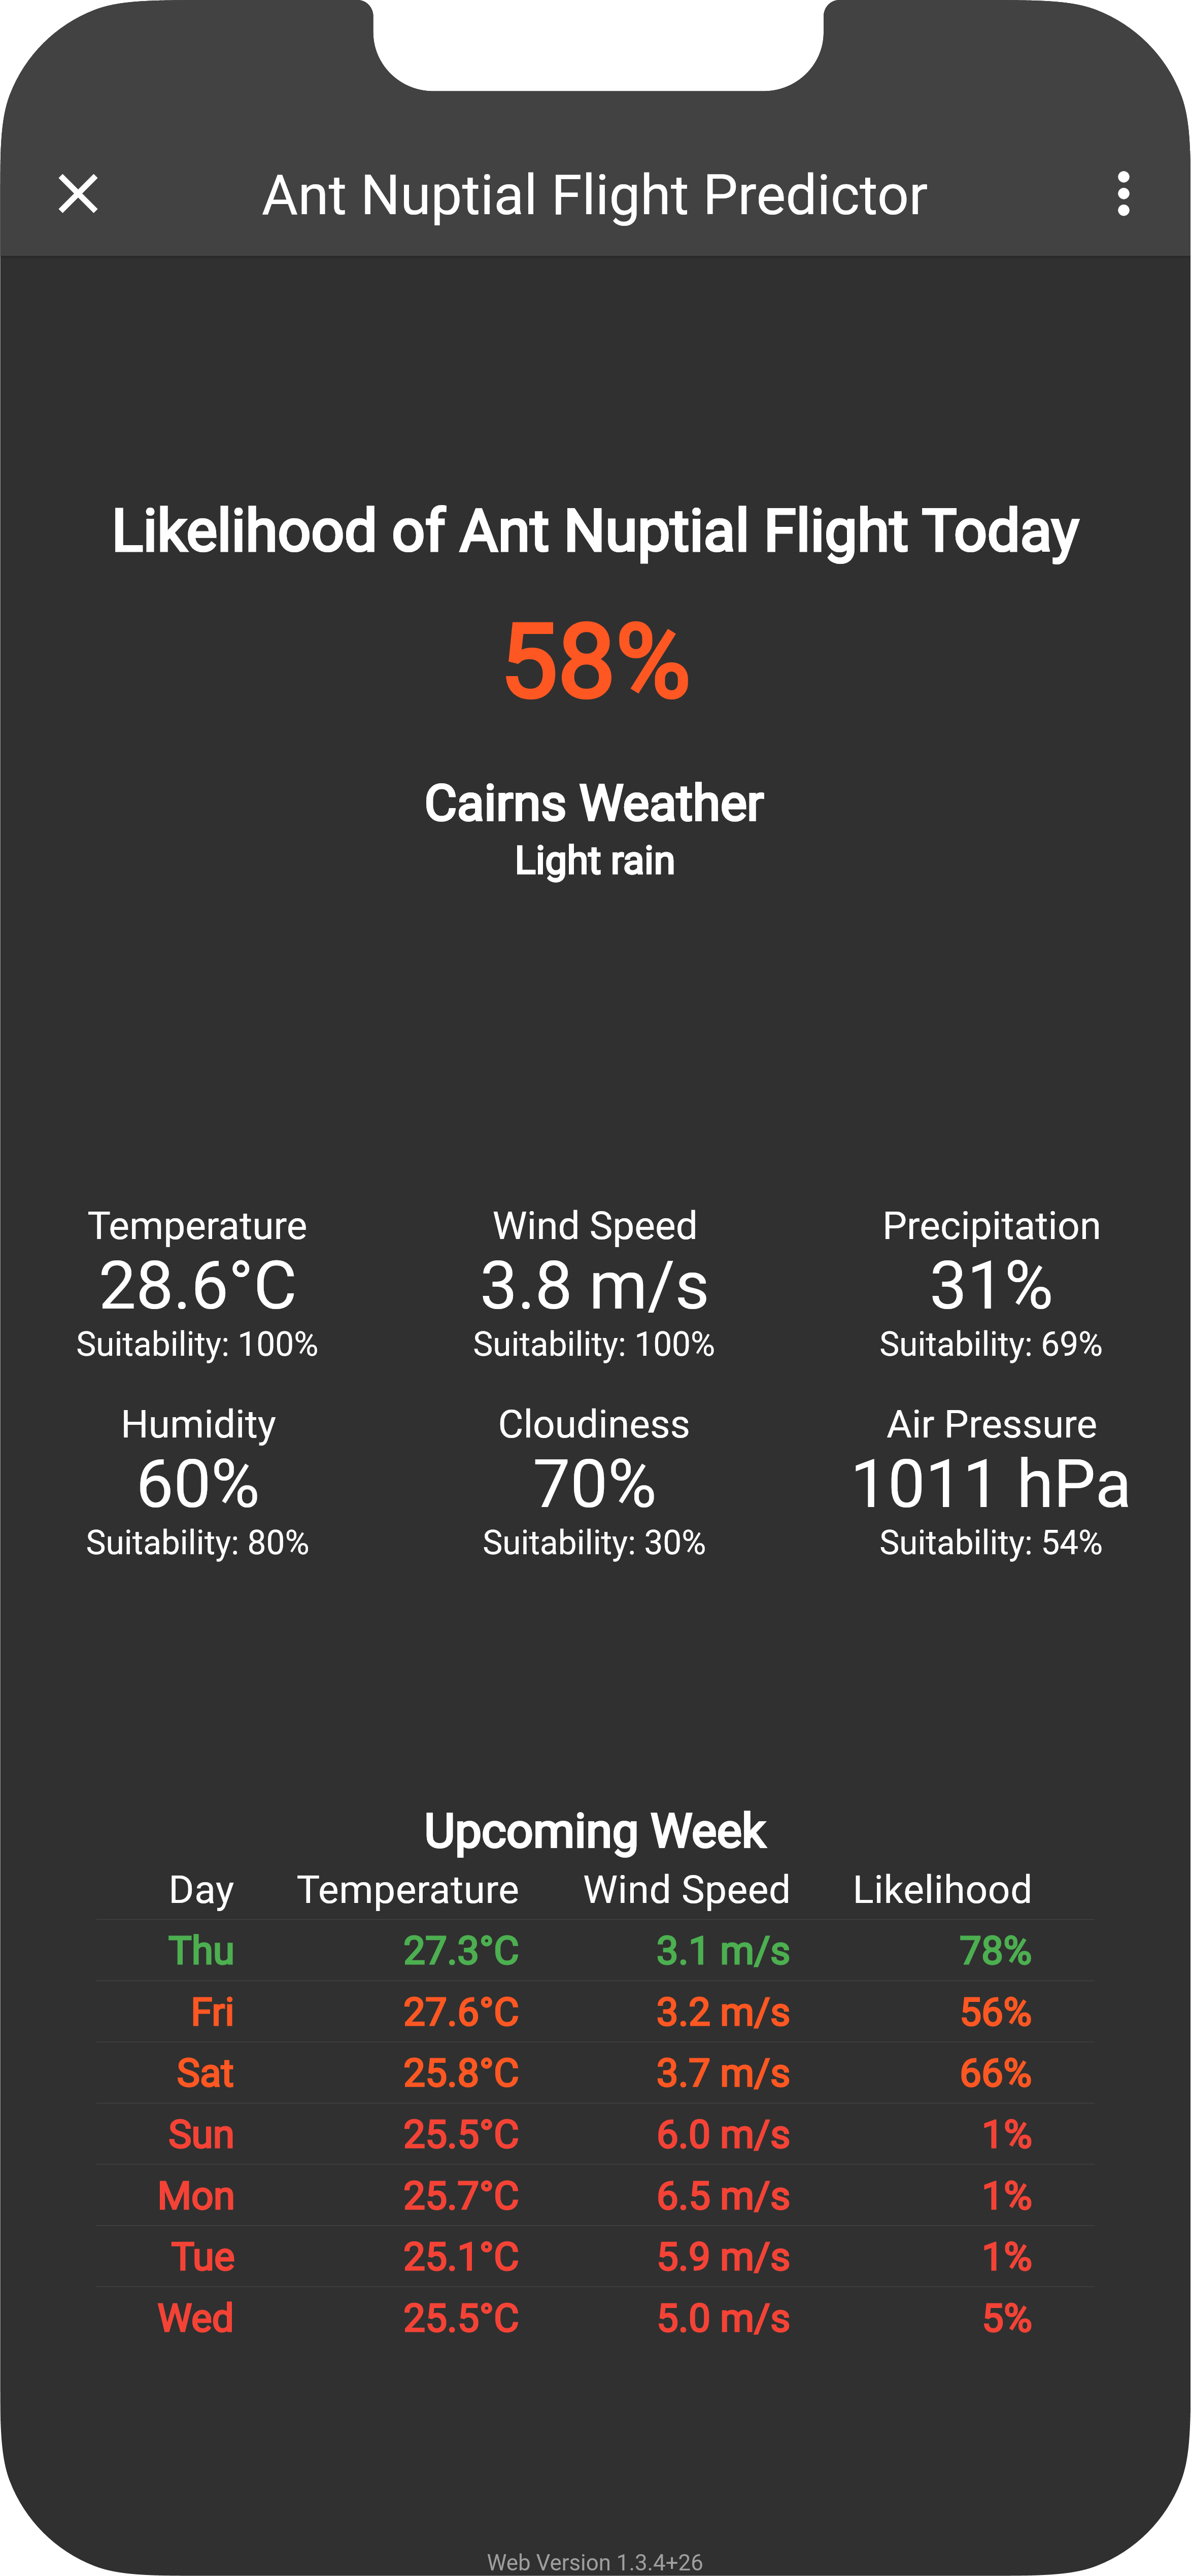 Ant Nuptial Flight Predictor
Likelihood of Ant Nuptial Flight Today
58%
Cairns Weather
Light rain
Temperature Wind Speed Precipitation
28.6°C 3.8 m/s 31%
Suitability: 100% Suitability: 100% Suitability: 69%
Humidity Cloudiness Air Pressure
60% 70% 1011 hPa
Suitability: 80% Suitability: 30% Suitability: 54%
Upcoming Week
Day Temperature Wind Speed Likelihood
Thu 27.3°C 3.1 m/s 78%
Fri 27.6°C 3.2 m/s 56%
Sat 25.8°C 3.7 m/s 66%
Sun 25.5°C 6.0 m/s 1%
Mon 25.7°C 6.5 m/s 1%
Tue 25.1°C 5.9 m/s 1%
Wed 25.5°C 5.0 m/s 5%
Web Version 1.3.4+26